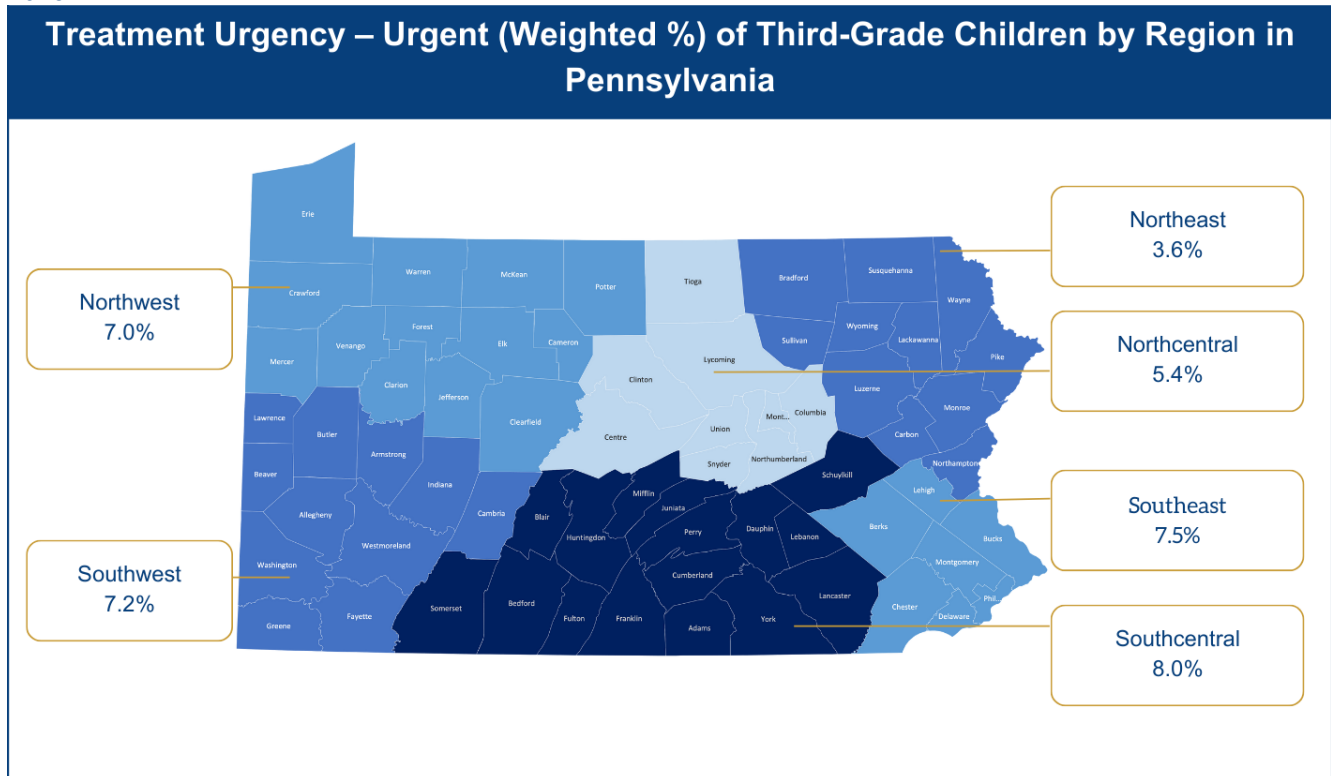 Treatment Urgency – Urgent (Weighted %) of Third-Grade Children by Region in
Pennsylvania
Northwest
7.0%
Southwest
7.2%
Northeast
3.6%
Northcentral
5.4%
Southeast
7.5%
Southcentral
8.0%
Erie
Crawford
Warren
McKean
Potter
Tioga
Bradford
Susquehanna
Wayne
Mercer
Venango
Forest
Elk
Cameron
Clarion
Jefferson
Clearfield
Clinton
Lycoming
Sullivan
Wyoming
Lackawanna
Pike
Luzerne
Monroe
Carbon
Northampton
Centre
Union
Mont...
Columbia
Snyder
Northumberland
Lawrence
Butler
Armstrong
Indiana
Beaver
Allegheny
Westmoreland
Cambria
Washington
Greene
Fayette
Somerset
Blair
Bedford
Huntingdon
Fulton
Mifflin
Juniata
Perry
Cumberland
Franklin
Adams
York
Dauphin
Lebanon
Lancaster
Schuylkill
Lehigh
Berks
Bucks
Montgomery
Chester
Delaware
Phil...